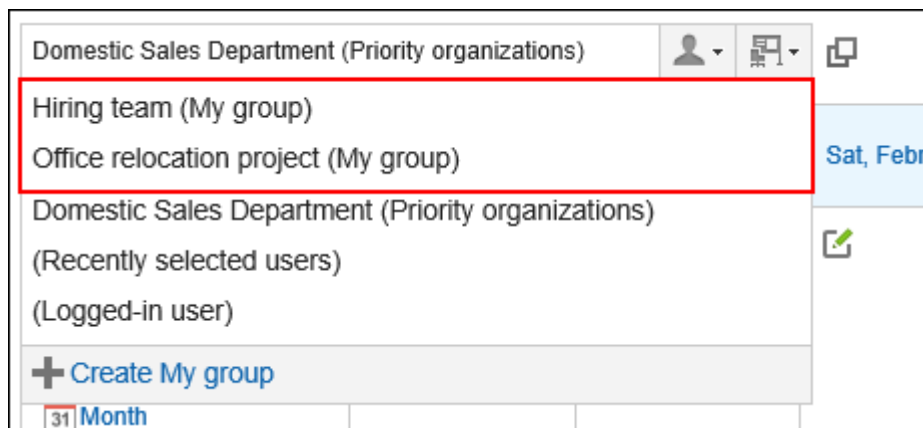 Domestic Sales Department (Priority organizations)
Hiring team (My group)
Office relocation project (My group)
Sat, Febr
Domestic Sales Department (Priority organizations)
(Recently selected users)
(Logged-in user)
Create My group
31 Month